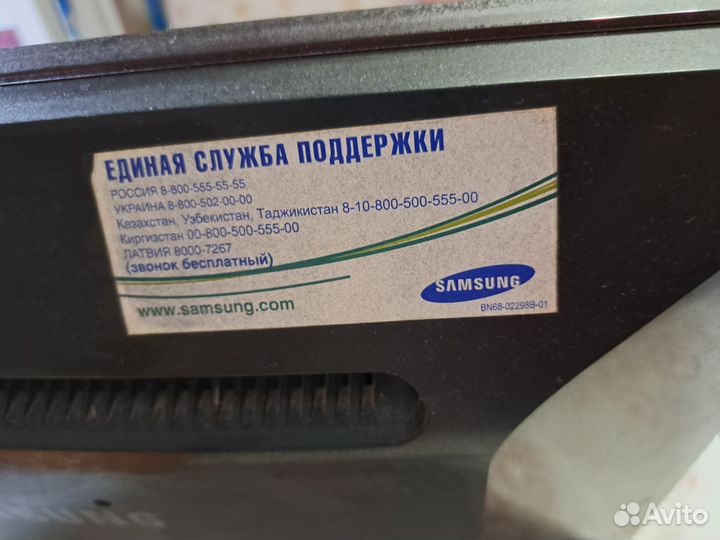 ЕДИНАЯ СЛУЖБА ПОДДЕРЖКИ
РОССИЯ 8-800-555-55-55
УКРАИНА 8-800-502-00-00
Казахстан, Узбекистан, Таджикистан 8-10-800-500-555-00
Киргизстан 00-800-500-555-00
ЛАТВИЯ 8000-7267
(звонок бесплатный)
www.samsung.com
SAMSUNG
BN68-02298B-01
Avito